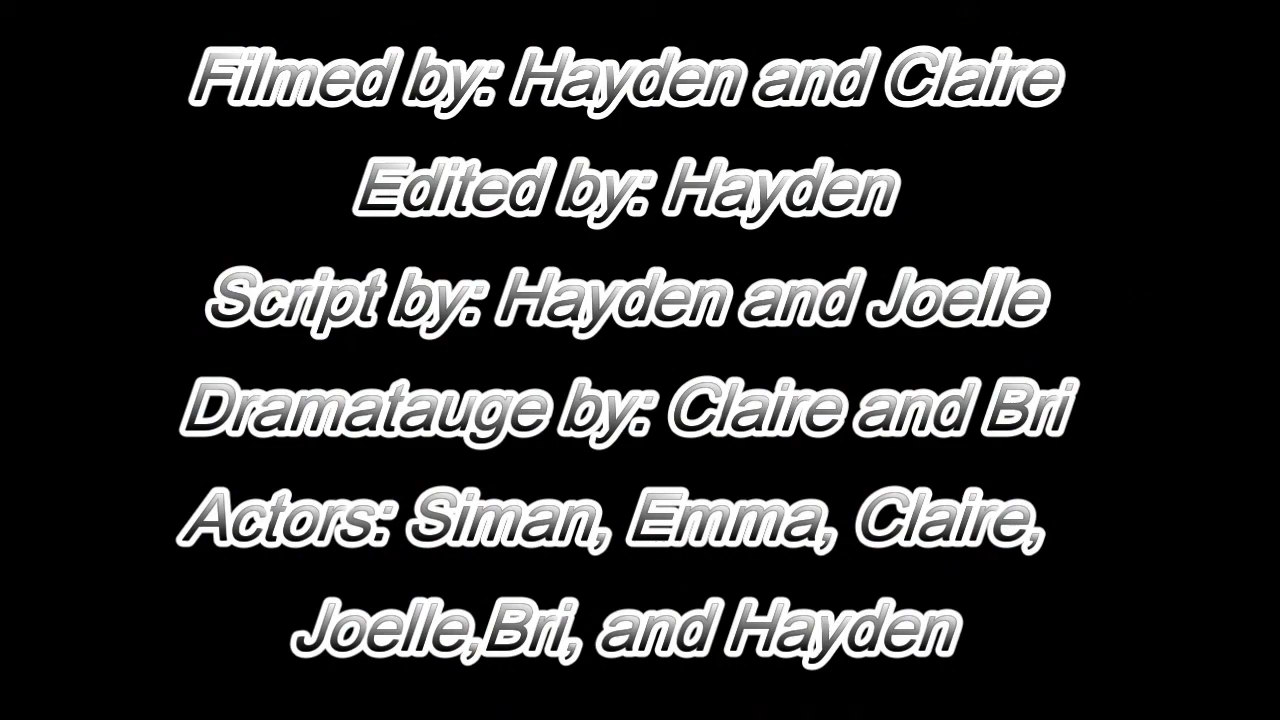 Filmed by: Hayden and Claire
Edited by: Hayden
Script by: Hayden and Joelle
Dramatauge by: Claire and Bri
Actors: Siman, Emma, Claire,
Joelle,Bri, and Hayden